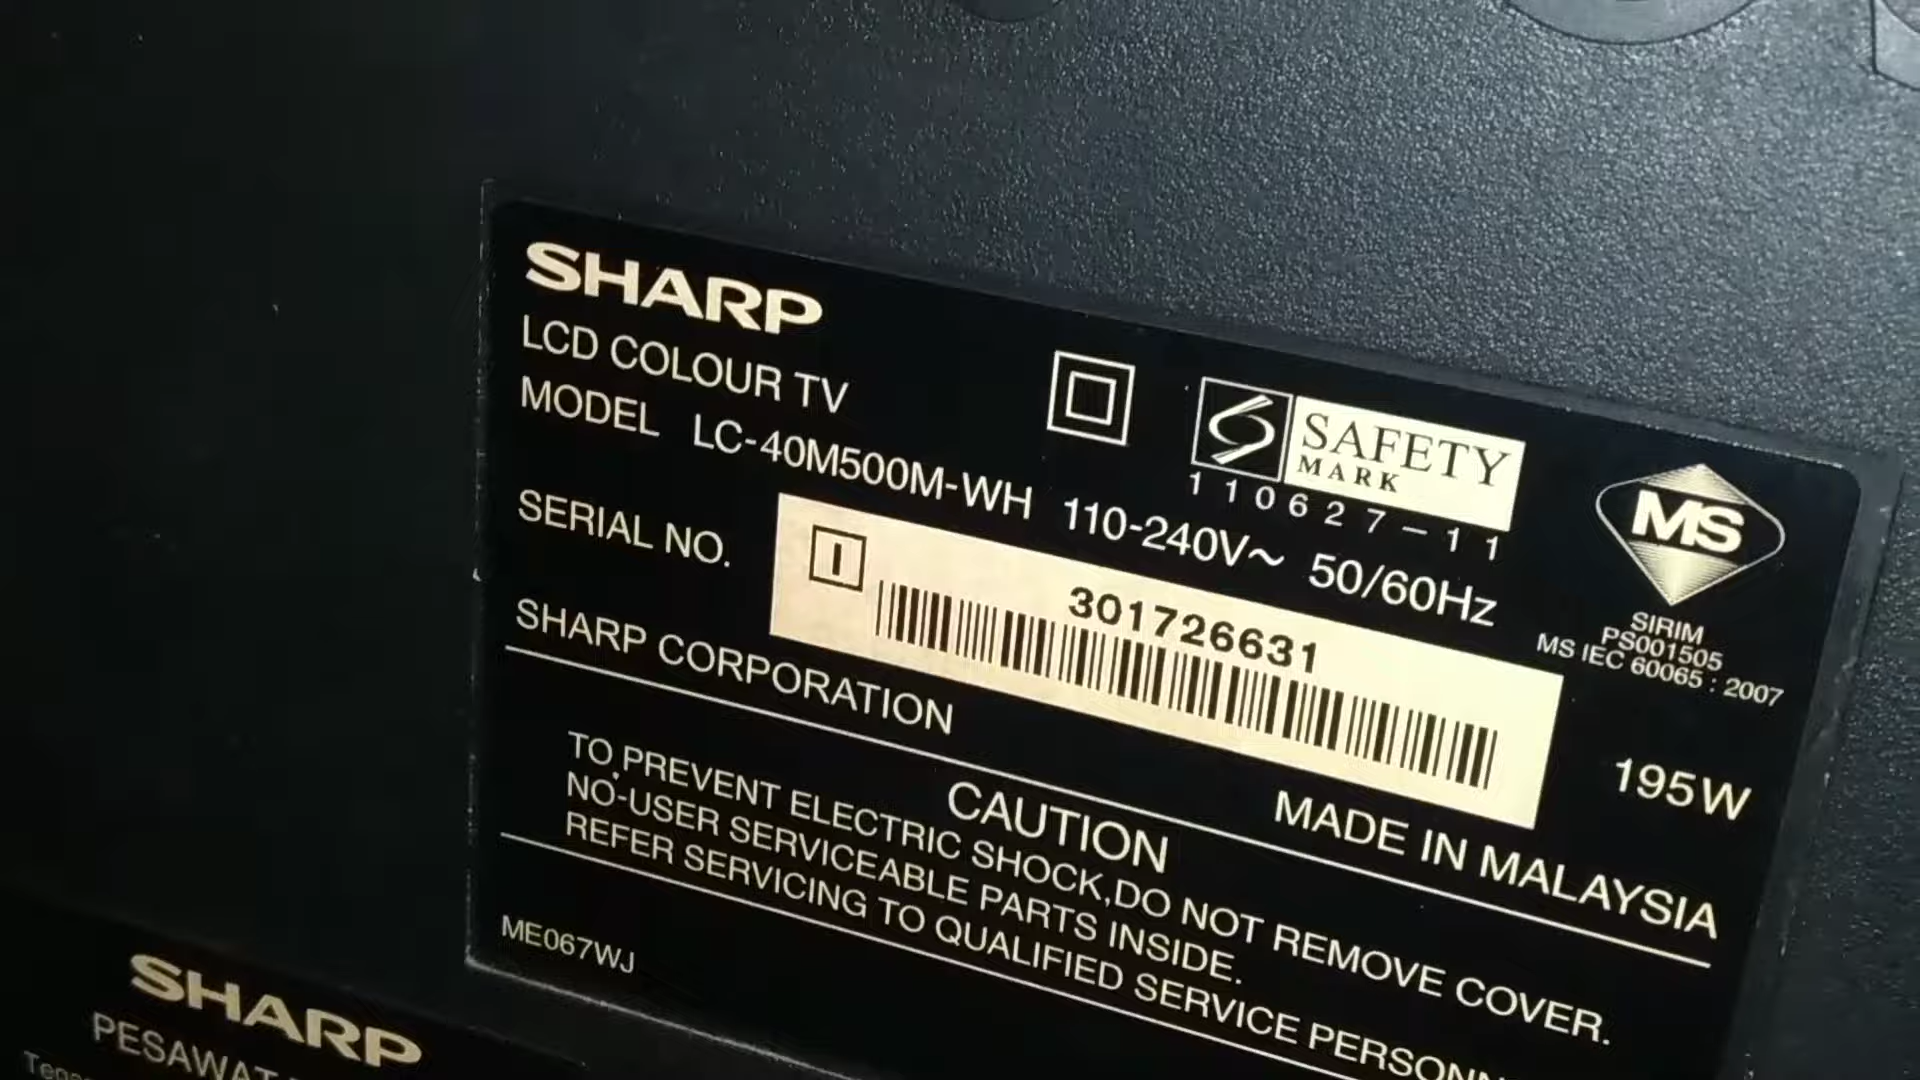 SHARP
LCD COLOUR TV
MODEL LC-40M500M-WH 110-240V~ 50/60Hz
SAFETY
MARK
110627-11
MS
SIRIM
PS001505
MS IEC 60065 : 2007
SERIAL NO.
I
301726631
195W
SHARP CORPORATION
MADE IN MALAYSIA
CAUTION
TO PREVENT ELECTRIC SHOCK,DO NOT REMOVE COVER.
NO-USER SERVICEABLE PARTS INSIDE.
REFER SERVICING TO QUALIFIED SERVICE
ME067WJ
SHARP